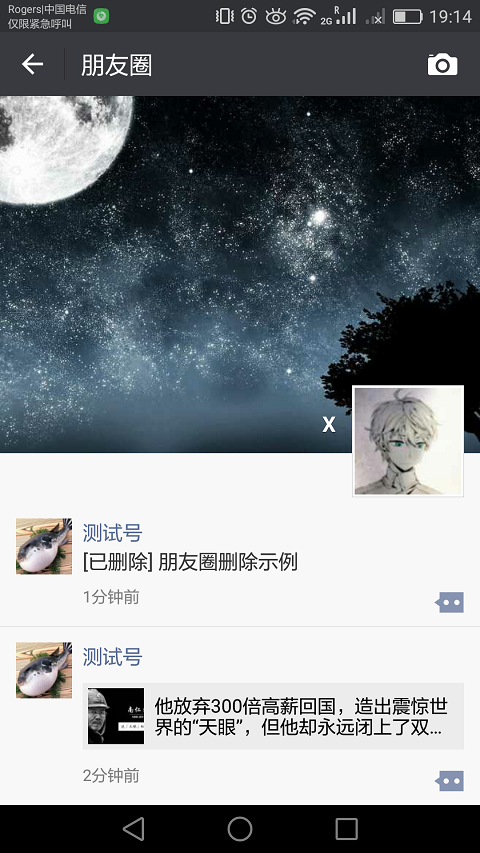 Rogers|中国电信
仅限紧急呼叫
2G
R
19:14
朋友圈
X
测试号
[已删除] 朋友圈删除示例
1分钟前
测试号
他放弃300倍高薪回国，造出震惊世
界的“天眼”，但他却永远闭上了双...
2分钟前